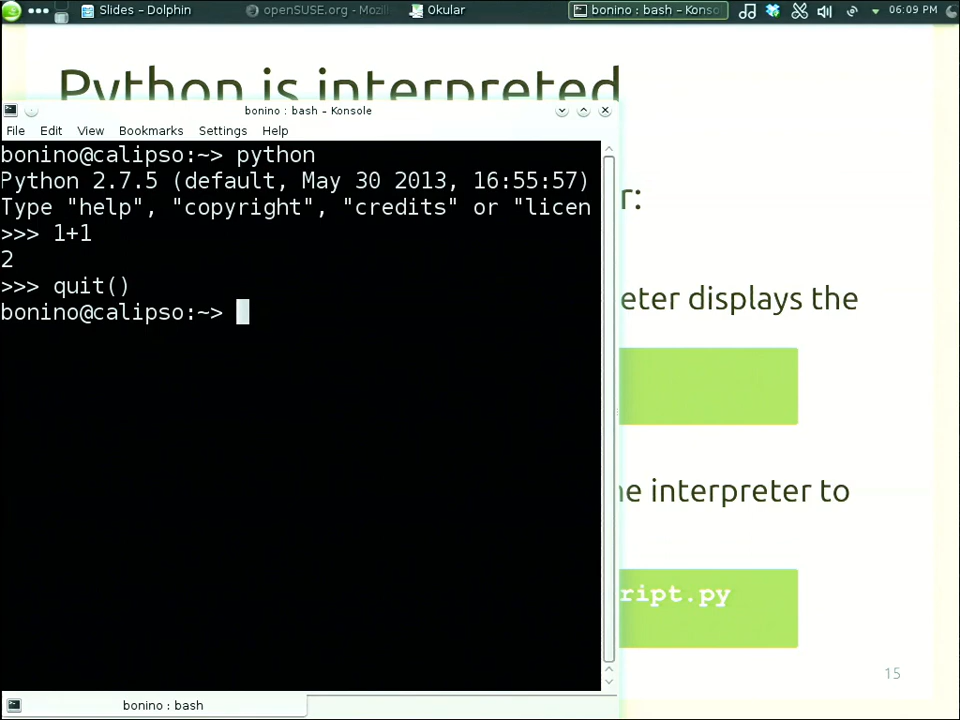 Slides – Dolphin
openSUSE.org - Mozil
Okular
bonino : bash – Konso
06:09 PM
Python is interpreted
bonino : bash – Konsole
File Edit View Bookmarks Settings Help
bonino@calipso:~> python
Python 2.7.5 (default, May 30 2013, 16:55:57)
Type "help", "copyright", "credits" or "licen
>>> 1+1
2
>>> quit()
bonino@calipso:~>
r:
eter displays the
he interpreter to
ript.py
15
bonino : bash